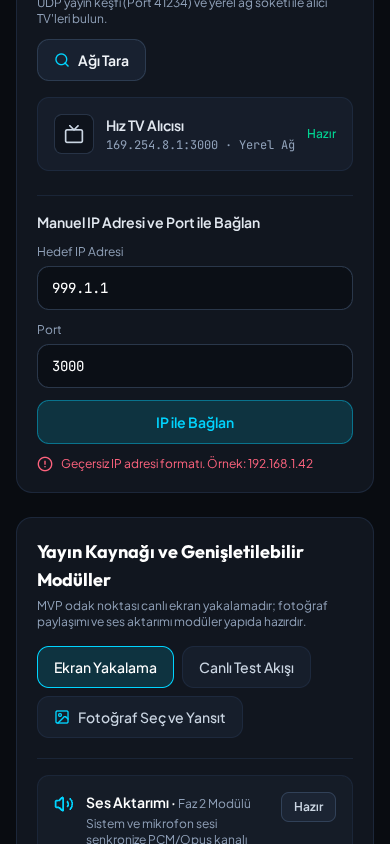 UDP yayın keşfi (Port 41234) ve yerel ağ soketi ile alıcı
TV'leri bulun.
Ağı Tara
Hız TV Alıcısı
169.254.8.1:3000 · Yerel Ağ
Hazır
Manuel IP Adresi ve Port ile Bağlan
Hedef IP Adresi
999.1.1
Port
3000
IP ile Bağlan
Geçersiz IP adresi formatı. Örnek: 192.168.1.42
Yayın Kaynağı ve Genişletilebilir
Modüller
MVP odak noktası canlı ekran yakalamadır; fotoğraf
paylaşımı ve ses aktarımı modüler yapıda hazırdır.
Ekran Yakalama
Canlı Test Akışı
Fotoğraf Seç ve Yansıt
Ses Aktarımı · Faz 2 Modülü
Hazır
Sistem ve mikrofon sesi
senkronize PCM/Opus kanalı